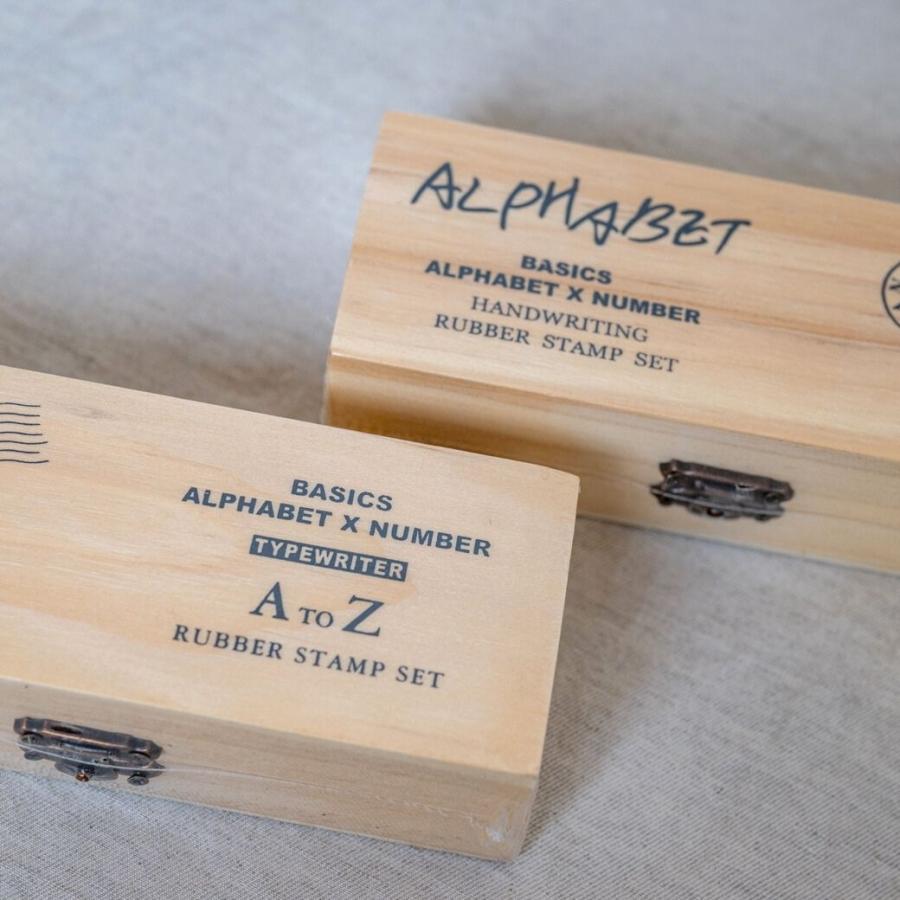 ALPHABET
BASICS
ALPHABET X NUMBER
HANDWRITING
RUBBER STAMP SET
BASICS
ALPHABET X NUMBER
TYPEWRITER
A TO Z
RUBBER STAMP SET